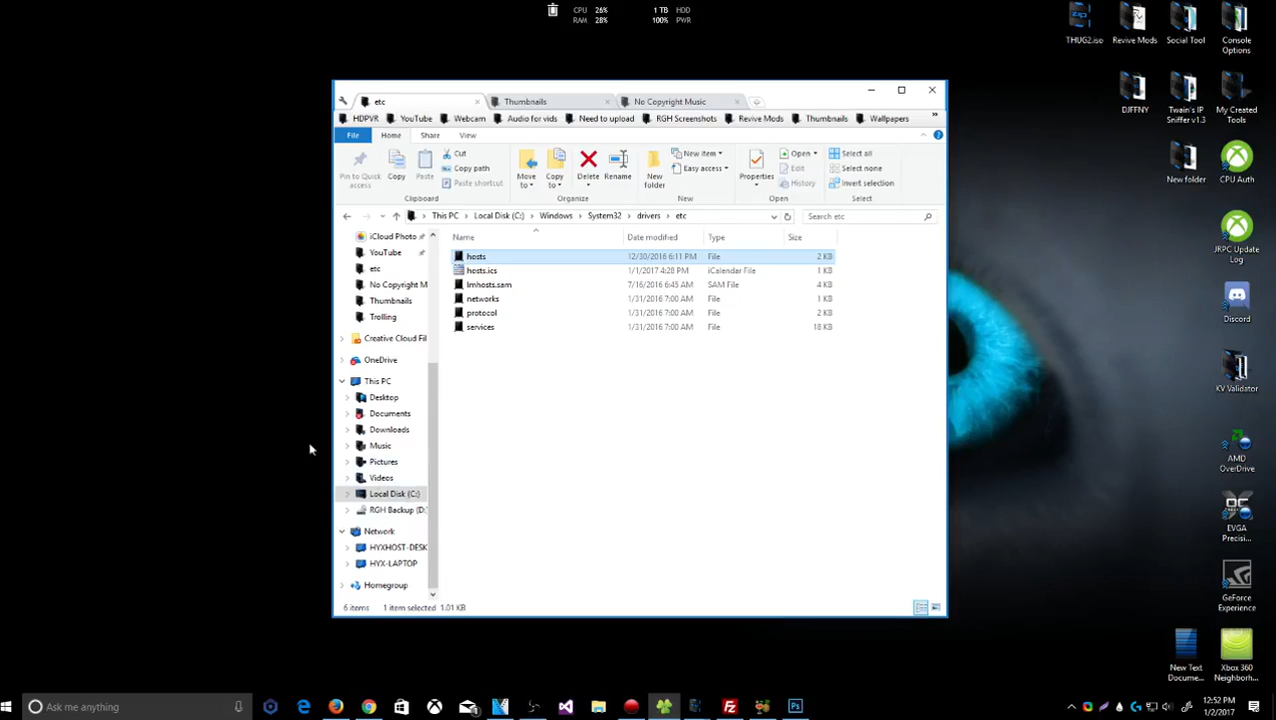 CPU 26% 1 TB HDD
RAM 28% 100% PWR
THUG2.iso
Revive Mods
Social Tool
Console
Options
DJFFNY
Twain's IP
Sniffer v1.3
My Created
Tools
New folder
CPU Auth
JRPC Update
Log
Discord
KV Validator
AMD
OverDrive
EVGA
Precisi...
GeForce
Experience
New Text
Docume...
Xbox 360
Neighborh...
etc
Thumbnails
No Copyright Music
HDPVR YouTube Webcam Audio for vids Need to upload RGH Screenshots Revive Mods Thumbnails Wallpapers »
File Home Share View
Pin to Quick
access
Copy
Paste
Cut
Copy path
Paste shortcut
Clipboard
Move
to
Copy
to
Delete
Rename
Organize
New
folder
New item
Easy access
New
Properties
Open
Edit
History
Open
Select all
Select none
Invert selection
Select
This PC > Local Disk (C:) > Windows > System32 > drivers > etc
Search etc
Name Date modified Type Size
hosts 12/30/2016 6:11 PM File 2 KB
hosts.ics 1/1/2017 4:28 PM iCalendar File 1 KB
lmhosts.sam 7/16/2016 6:45 AM SAM File 4 KB
networks 1/31/2016 7:00 AM File 1 KB
protocol 1/31/2016 7:00 AM File 2 KB
services 1/31/2016 7:00 AM File 18 KB
iCloud Photo
YouTube
etc
No Copyright M
Thumbnails
Trolling
Creative Cloud Fil
OneDrive
This PC
Desktop
Documents
Downloads
Music
Pictures
Videos
Local Disk (C:)
RGH Backup (D:
Network
HYXHOST-DESK
HYX-LAPTOP
Homegroup
6 items 1 item selected 1.01 KB
Ask me anything
12:52 PM
1/2/2017